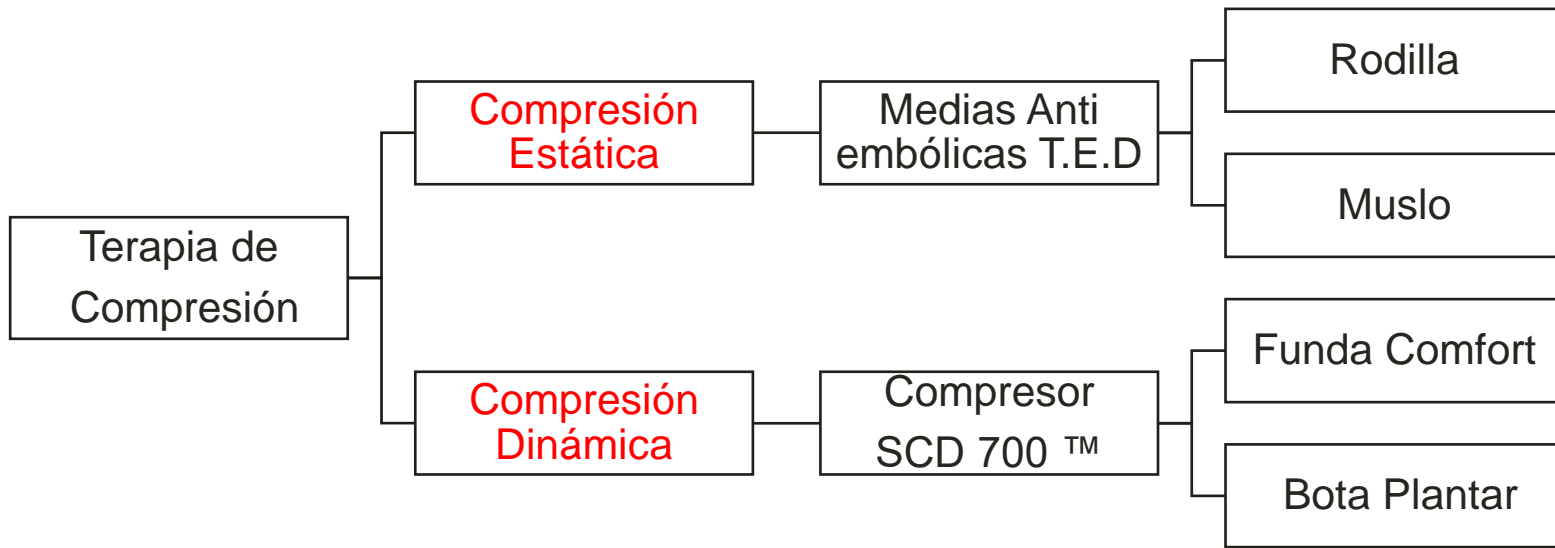 Terapia de
Compresión
Compresión
Estática
Medias Anti
embólicas T.E.D
Rodilla
Muslo
Compresión
Dinámica
Compresor
SCD 700 ™
Funda Comfort
Bota Plantar